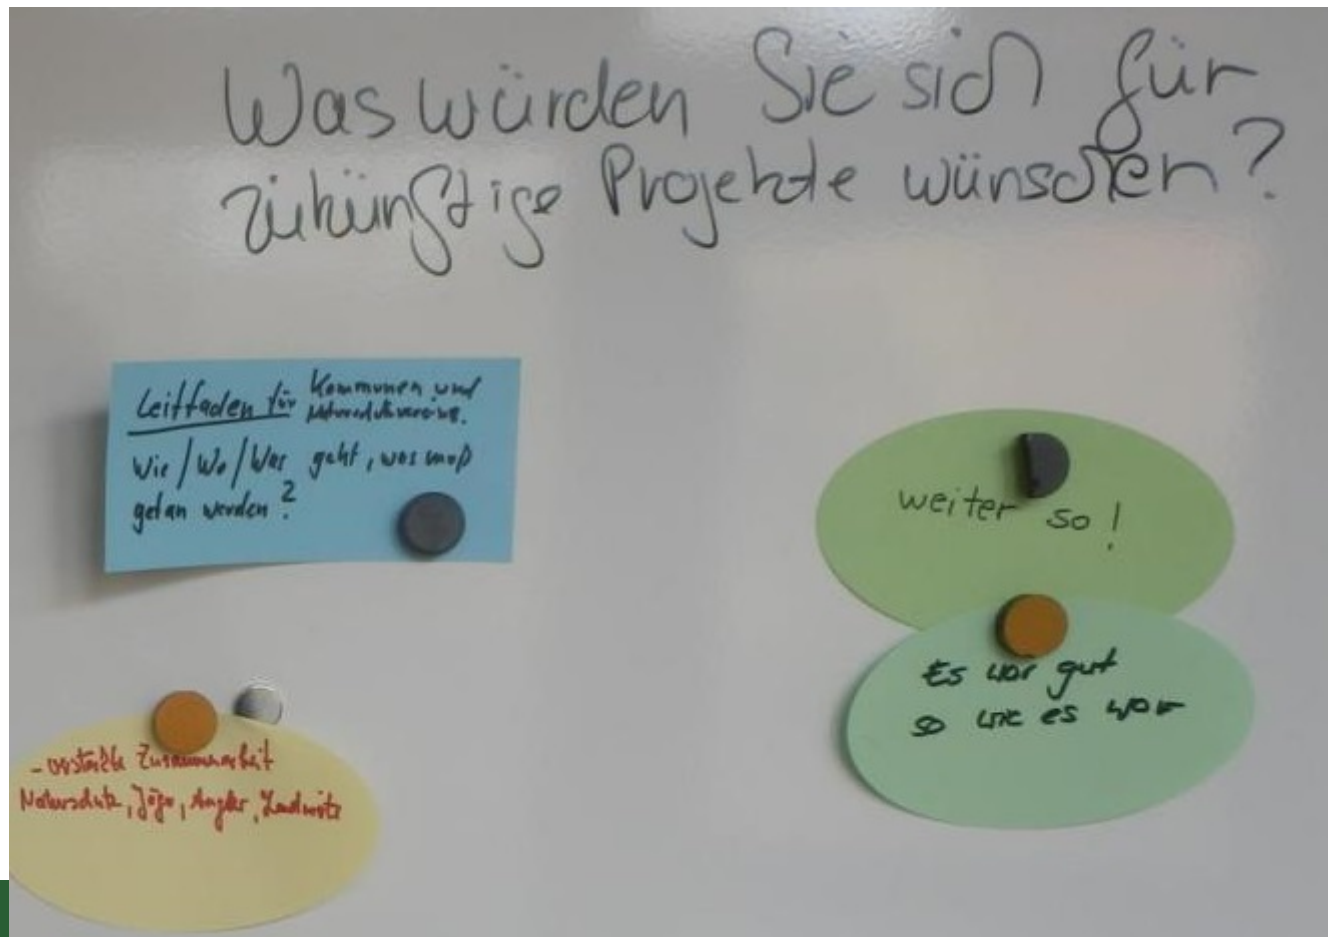 Was würden Sie sich für
zukünftige Projekte wünschen?
Leitfaden für Kommunen und
Naturschutzvereine.
Wie/Wo/Was geht, was muß
getan werden?
weiter so!
Es war gut
so wie es war
- verstärkte Zusammenarbeit
Naturschutz, Jäger, Angler, Landwirte